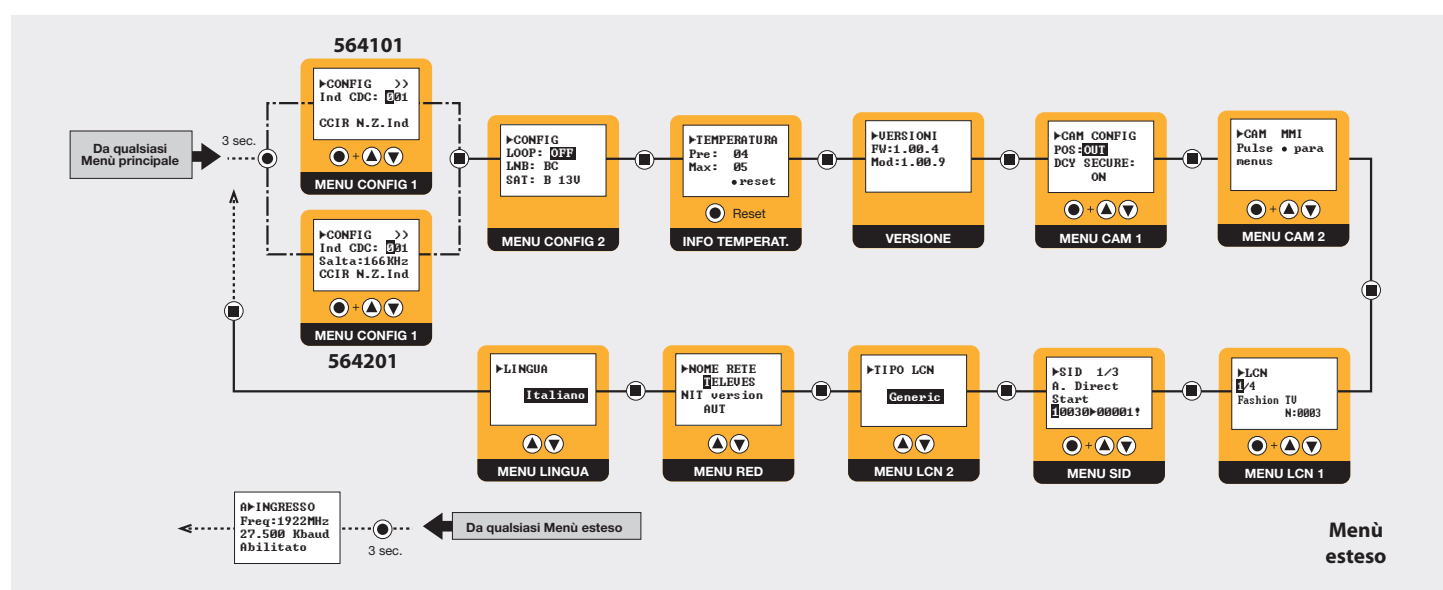 564101
▶CONFIG >>
Ind CDC: 001
CCIR N.Z.Ind
+
MENU CONFIG 1
Da qualsiasi
Menù principale
3 sec.
▶CONFIG >>
Ind CDC: 001
Salta:166KHz
CCIR N.Z.Ind
+
MENU CONFIG 1
564201
▶CONFIG
LOOP: OFF
LNB: BC
SAT: B 13V
MENU CONFIG 2
▶TEMPERATURA
Pre: 04
Max: 05
●reset
Reset
INFO TEMPERAT.
▶VERSIONI
FW:1.00.4
Mod:1.00.9
VERSIONE
▶CAM CONFIG
POS:OUT
DCY SECURE:
ON
+
MENU CAM 1
▶CAM MMI
Pulse ● para
menus
+
MENU CAM 2
▶LINGUA
Italiano
MENU LINGUA
▶NOME RETE
TELEVES
NIT version
AUT
MENU RED
▶TIPO LCN
Generic
MENU LCN 2
▶SID 1/3
A. Direct
Start
10030▶00001!
+
MENU SID
▶LCN
1/4
Fashion TV
N:0003
+
MENU LCN 1
A▶INGRESSO
Freq:1922MHz
27.500 Kbaud
Abilitato
3 sec.
Da qualsiasi Menù esteso
Menù
esteso